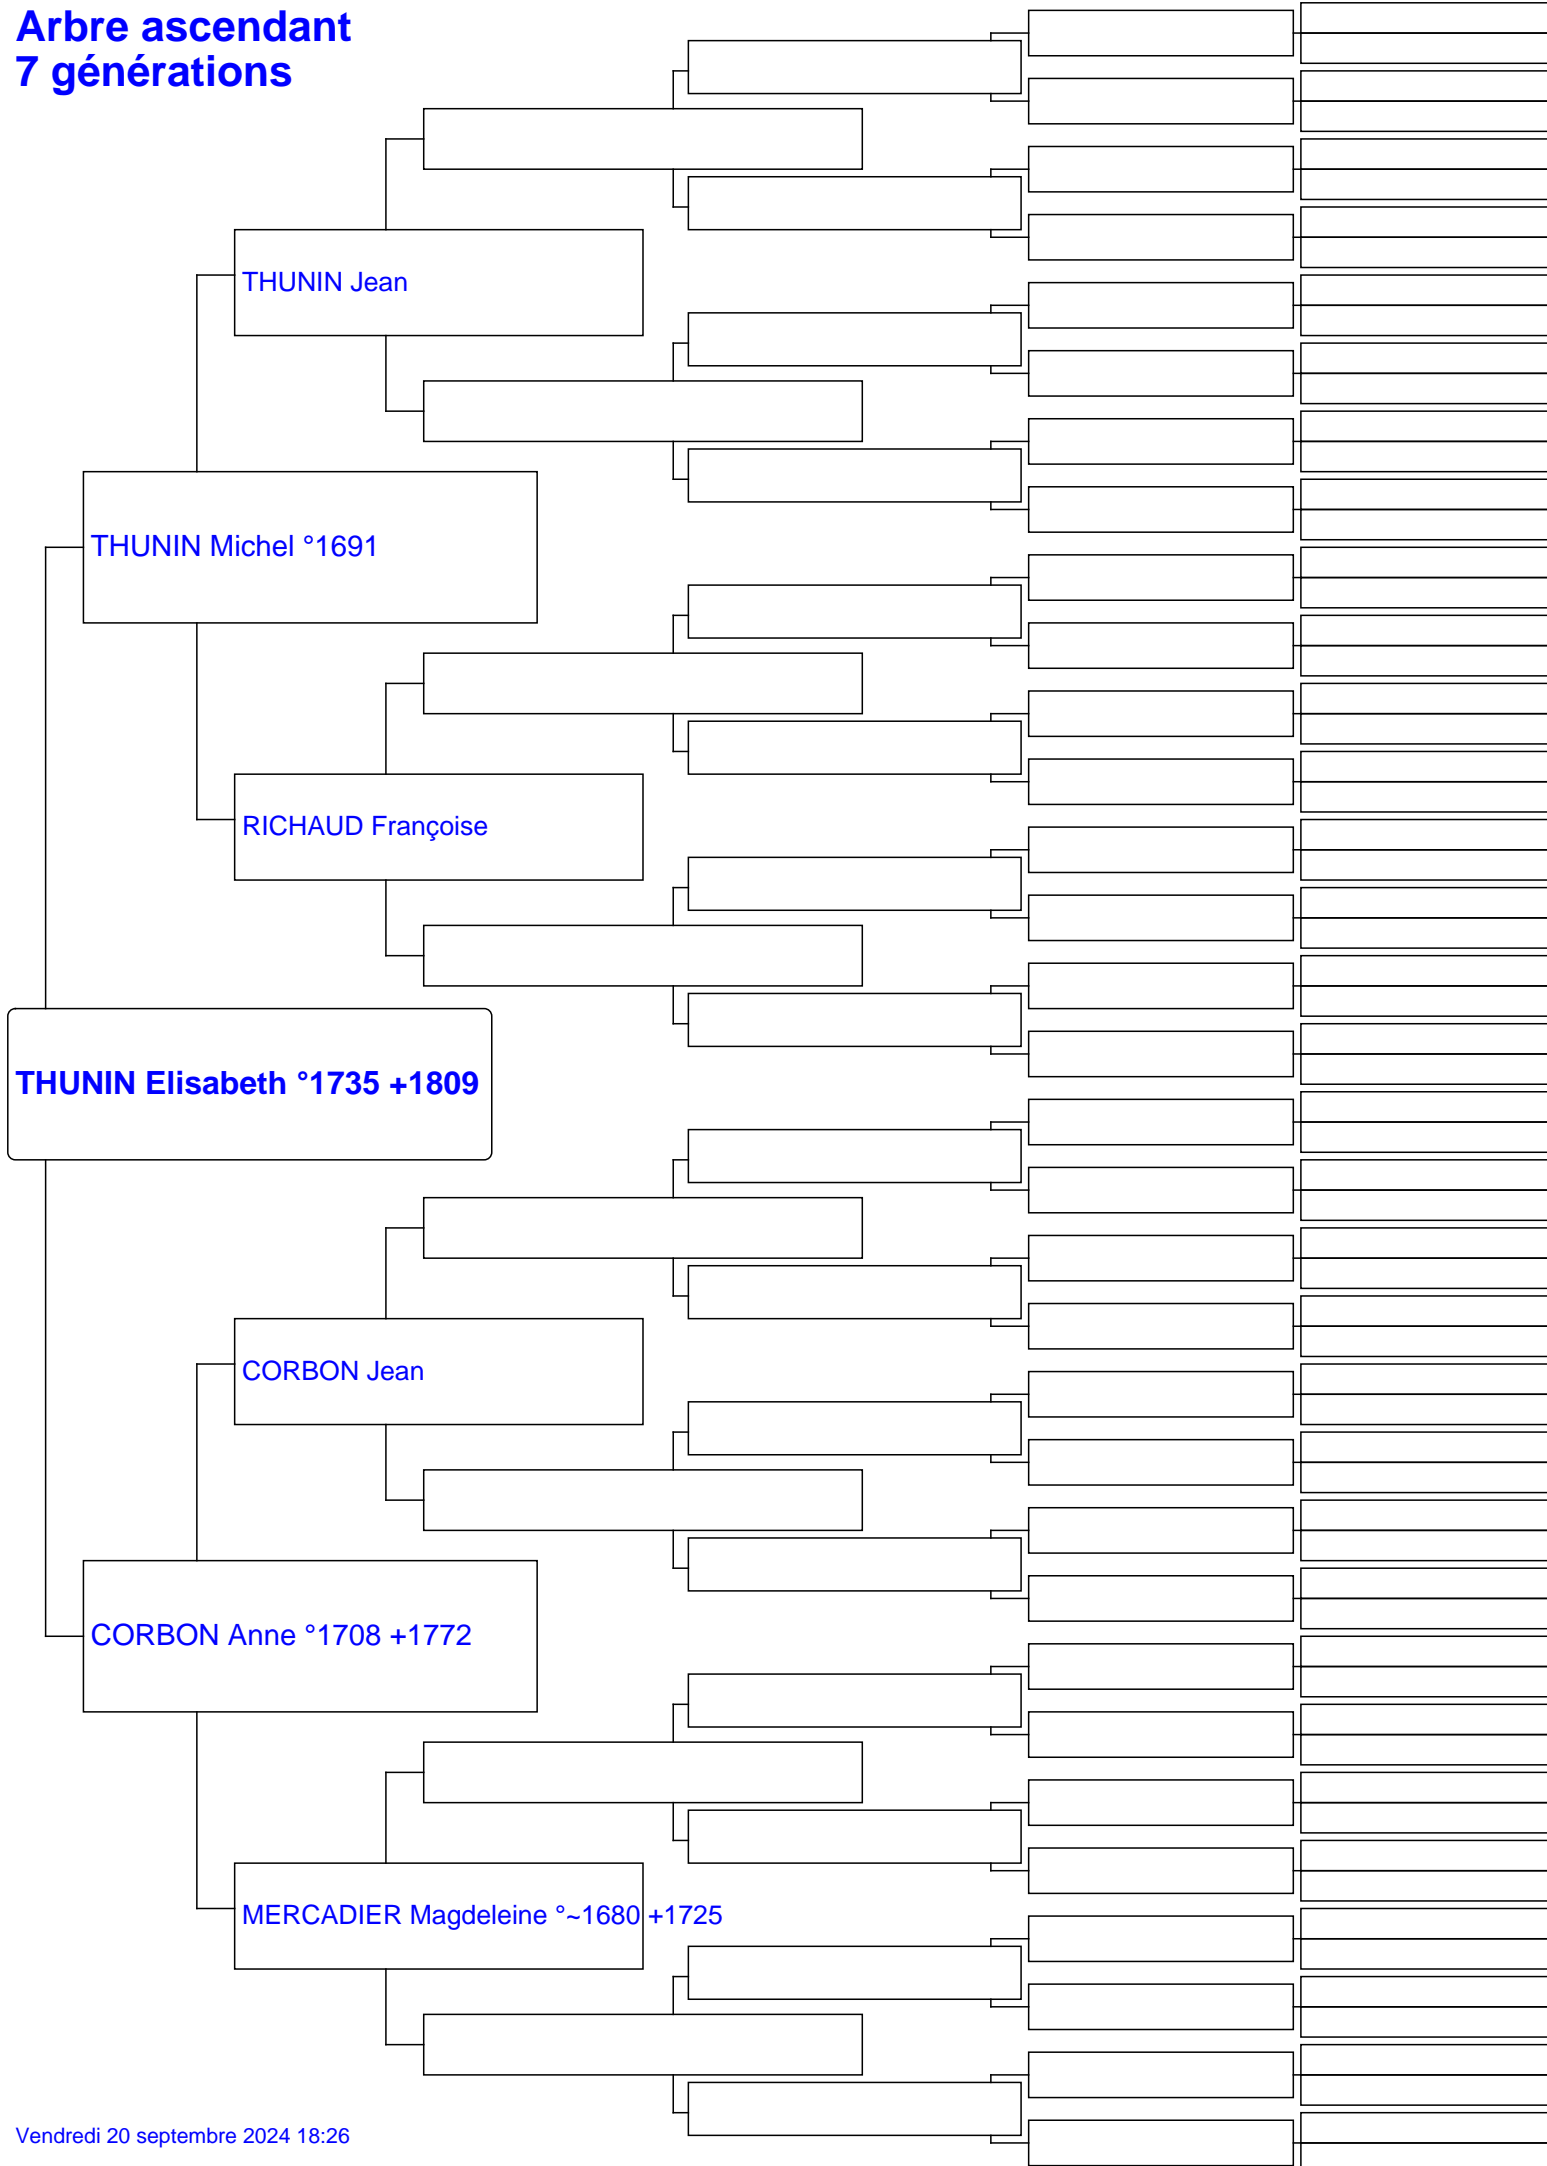 Arbre ascendant
7 générations
THUNIN Jean
THUNIN Michel °1691
RICHAUD Françoise
THUNIN Elisabeth °1735 +1809
CORBON Jean
CORBON Anne °1708 +1772
MERCADIER Magdeleine °~1680 +1725
Vendredi 20 septembre 2024 18:26